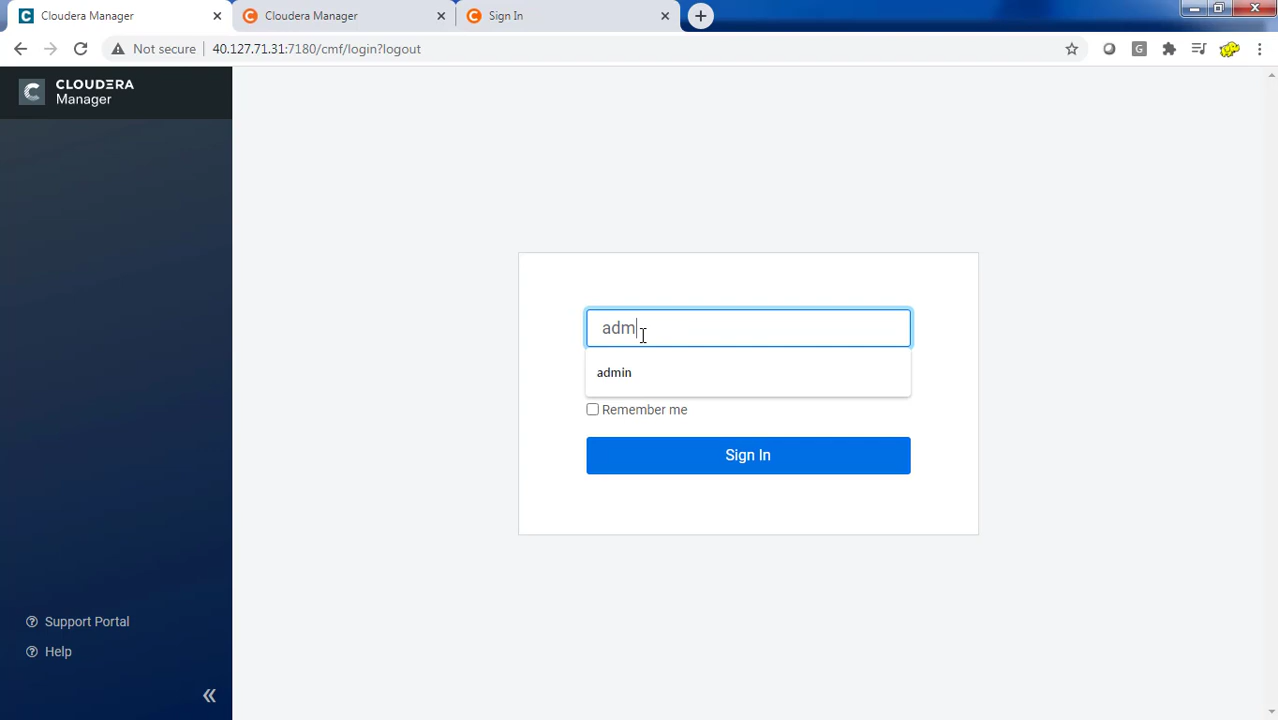 Cloudera Manager
Cloudera Manager
Sign In
Not secure
40.127.71.31:7180/cmf/login?logout
G
CLOUDERA
Manager
adm
admin
Remember me
Sign In
Support Portal
Help